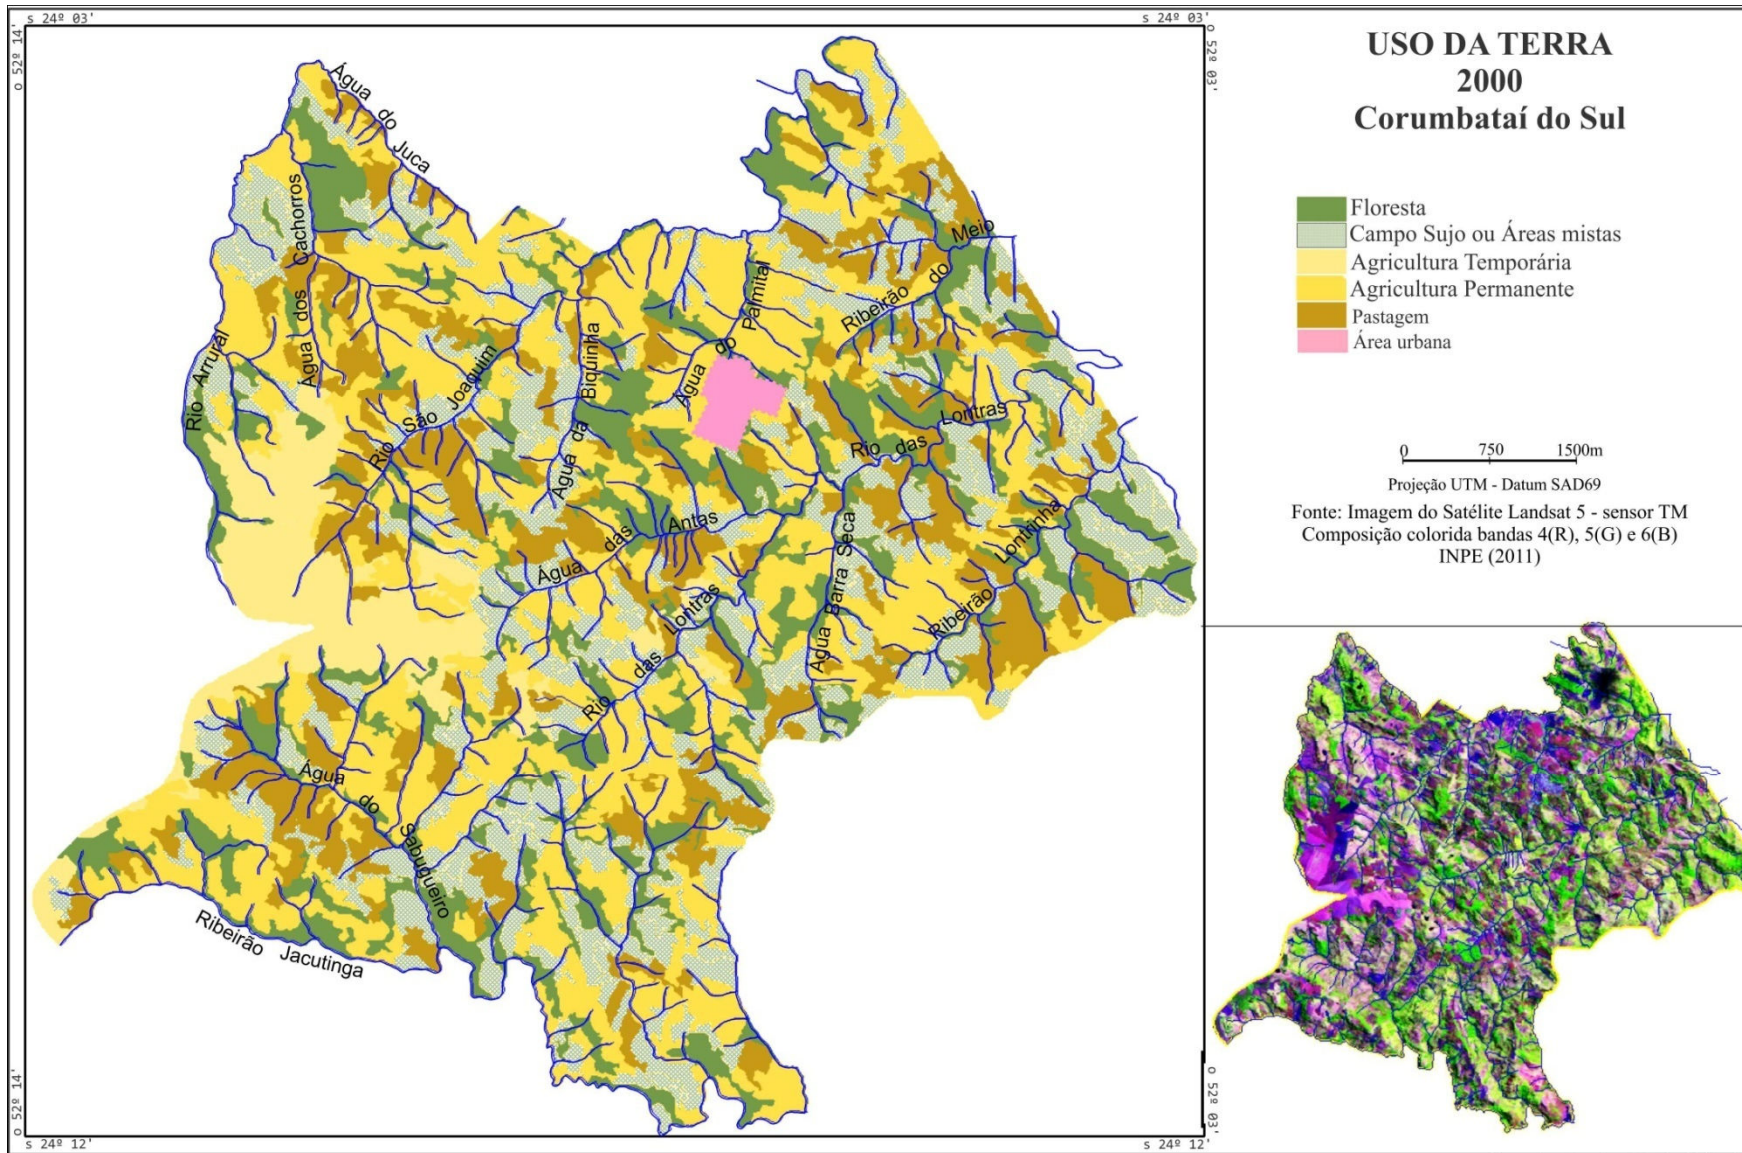 s 24º 03'
s 24º 03'
o 52º 14'
o 52º 03'
USO DA TERRA
2000
Corumbataí do Sul
Floresta
Campo Sujo ou Áreas mistas
Agricultura Temporária
Agricultura Permanente
Pastagem
Área urbana
0 750 1500m
Projeção UTM - Datum SAD69
Fonte: Imagem do Satélite Landsat 5 - sensor TM
Composição colorida bandas 4(R), 5(G) e 6(B)
INPE (2011)
Água do Juca
Água dos Cachorros
Rio Arrural
Rio São Joaquim
Água da Biquinha
Água do Palmital
Ribeirão do Meio
Rio das Lontras
Água das Antas
Água Barra Seca
Ribeirão Lontrinha
Rio das Lontras
Água do Sabugueiro
Ribeirão Jacutinga
o 52º 14'
o 52º 03'
s 24º 12'
s 24º 12'